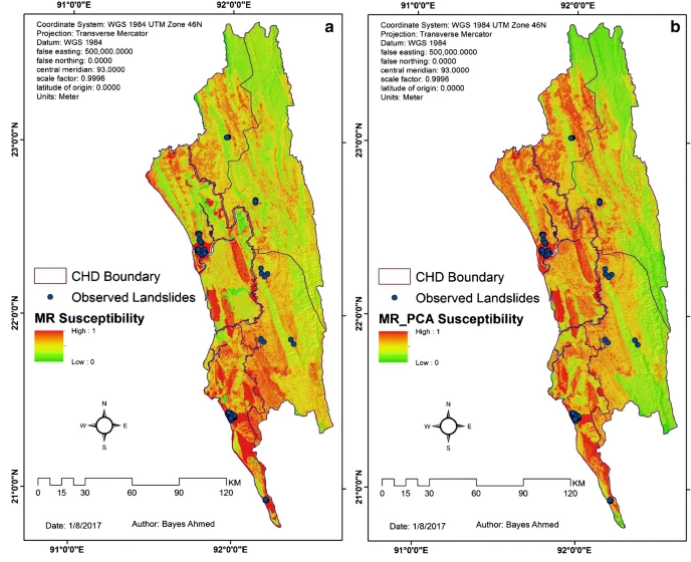 91°0'0"E 92°0'0"E
Coordinate System: WGS 1984 UTM Zone 46N
Projection: Transverse Mercator
Datum: WGS 1984
false easting: 500,000.0000
false northing: 0.0000
central meridian: 93.0000
scale factor: 0.9996
latitude of origin: 0.0000
Units: Meter
a
23°0'0"N
22°0'0"N
21°0'0"N
CHD Boundary
Observed Landslides
MR Susceptibility
High : 1
Low : 0
N
W E
S
KM
0 15 30 60 90 120
Date: 1/8/2017 Author: Bayes Ahmed
91°0'0"E 92°0'0"E
91°0'0"E 92°0'0"E
Coordinate System: WGS 1984 UTM Zone 46N
Projection: Transverse Mercator
Datum: WGS 1984
false easting: 500,000.0000
false northing: 0.0000
central meridian: 93.0000
scale factor: 0.9996
latitude of origin: 0.0000
Units: Meter
b
23°0'0"N
22°0'0"N
21°0'0"N
CHD Boundary
Observed Landslides
MR_PCA Susceptibility
High : 1
Low : 0
N
W E
S
KM
0 15 30 60 90 120
Date: 1/8/2017 Author: Bayes Ahmed
91°0'0"E 92°0'0"E